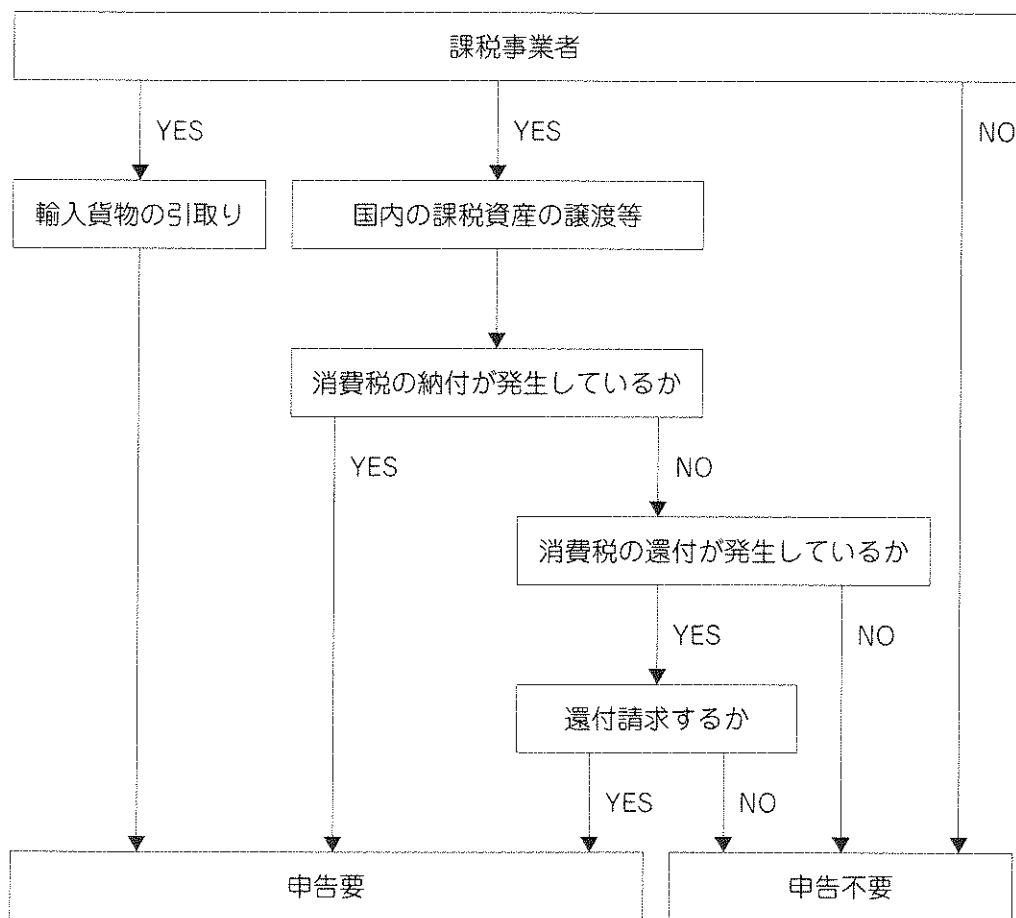 課税事業者
YES
YES
NO
輸入貨物の引取り
国内の課税資産の譲渡等
消費税の納付が発生しているか
YES
NO
消費税の還付が発生しているか
YES
NO
還付請求するか
YES
NO
申告要
申告不要